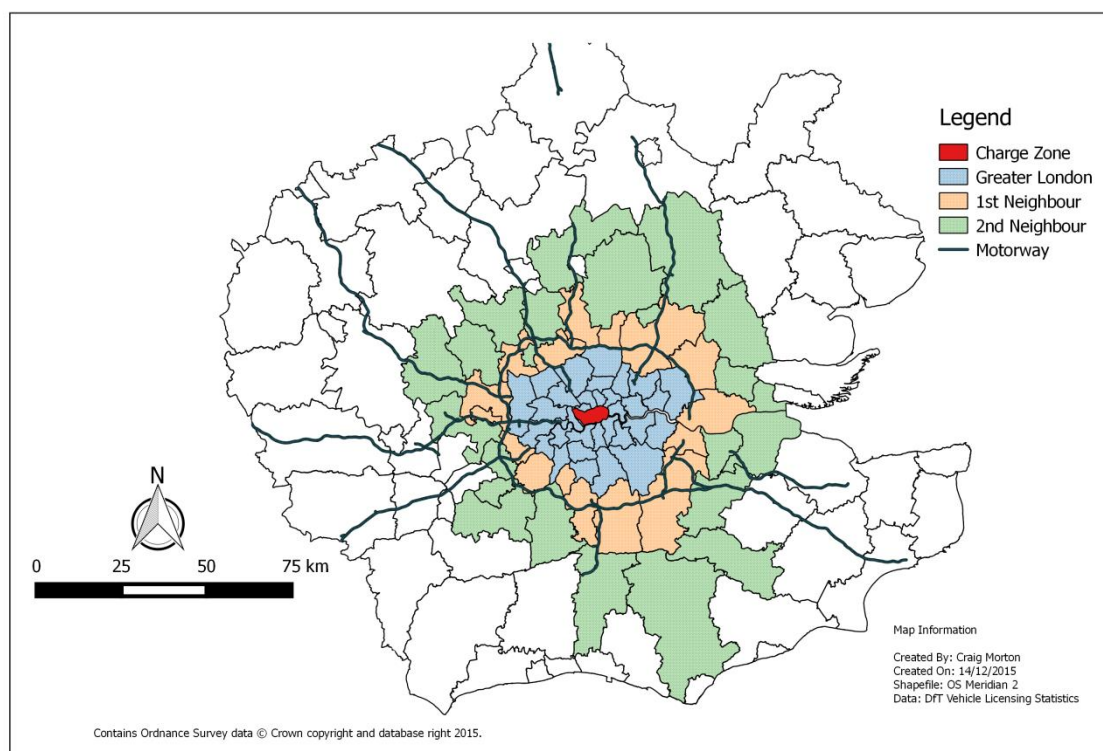 Legend
Charge Zone
Greater London
1st Neighbour
2nd Neighbour
Motorway
N
0 25 50 75 km
Map Information
Created By: Craig Morton
Created On: 14/12/2015
Shapefile: OS Meridian 2
Data: DfT Vehicle Licensing Statistics
Contains Ordnance Survey data © Crown copyright and database right 2015.